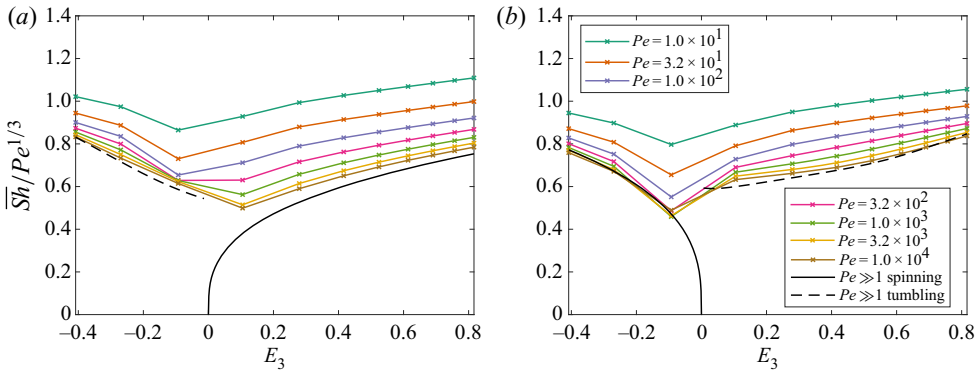 (a)
(b)
1.4
1.2
1.0
0.8
0.6
0.4
0.2
0
Sh/Pe^1/3
−0.4 −0.2 0 0.2 0.4 0.6 0.8
E3
1.4
1.2
1.0
0.8
0.6
0.4
0.2
0
Pe = 1.0 × 10^1
Pe = 3.2 × 10^1
Pe = 1.0 × 10^2
Pe = 3.2 × 10^2
Pe = 1.0 × 10^3
Pe = 3.2 × 10^3
Pe = 1.0 × 10^4
Pe ≫ 1 spinning
Pe ≫ 1 tumbling
−0.4 −0.2 0 0.2 0.4 0.6 0.8
E3